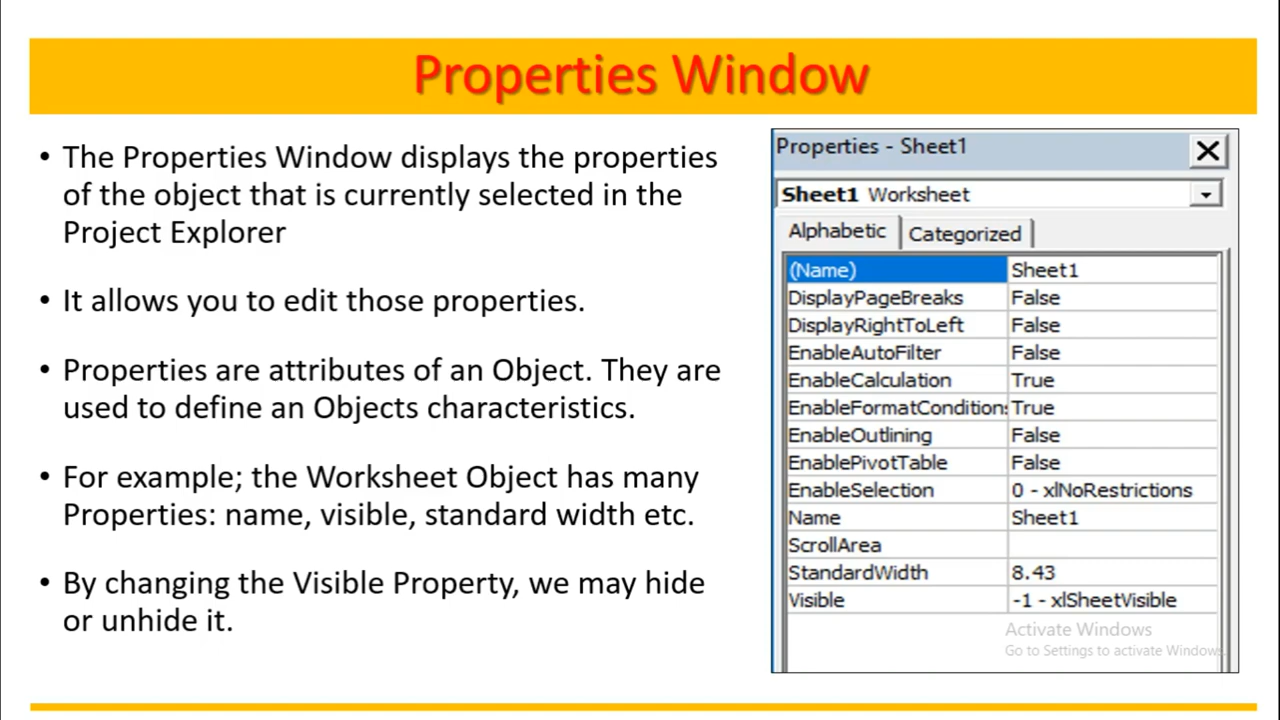 Properties Window
• The Properties Window displays the properties
of the object that is currently selected in the
Project Explorer
• It allows you to edit those properties.
• Properties are attributes of an Object. They are
used to define an Objects characteristics.
• For example; the Worksheet Object has many
Properties: name, visible, standard width etc.
• By changing the Visible Property, we may hide
or unhide it.
Properties - Sheet1
Sheet1 Worksheet
Alphabetic Categorized
(Name) Sheet1
DisplayPageBreaks False
DisplayRightToLeft False
EnableAutoFilter False
EnableCalculation True
EnableFormatConditions True
EnableOutlining False
EnablePivotTable False
EnableSelection 0 - xlNoRestrictions
Name Sheet1
ScrollArea
StandardWidth 8.43
Visible -1 - xlSheetVisible
Activate Windows
Go to Settings to activate Windows.